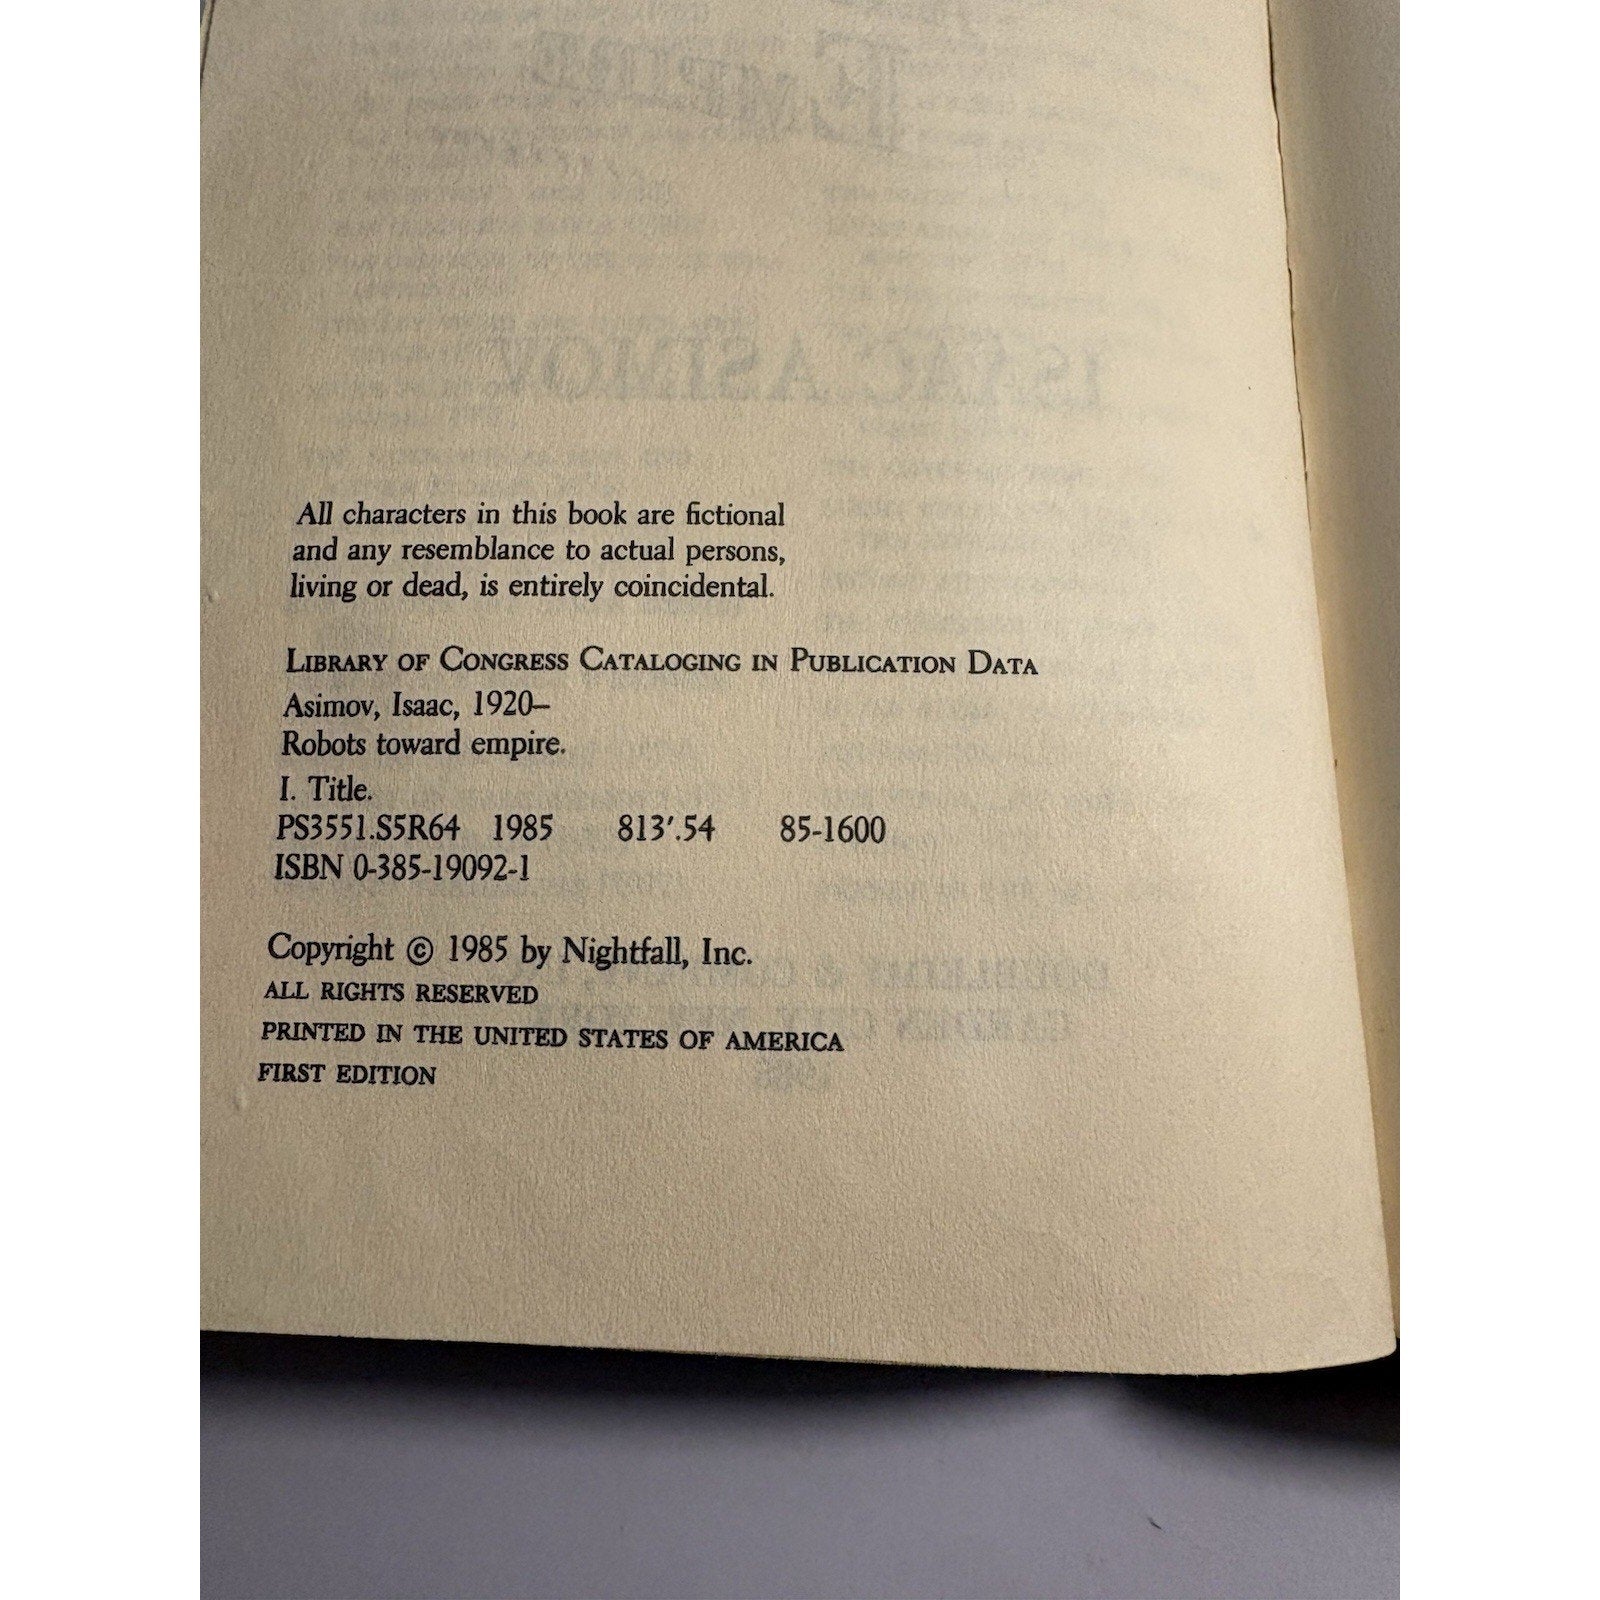 All characters in this book are fictional
and any resemblance to actual persons,
living or dead, is entirely coincidental.
LIBRARY OF CONGRESS CATALOGING IN PUBLICATION DATA
Asimov, Isaac, 1920–
Robots toward empire.
I. Title.
PS3551.S5R64 1985 813′.54 85-1600
ISBN 0-385-19092-1
Copyright © 1985 by Nightfall, Inc.
ALL RIGHTS RESERVED
PRINTED IN THE UNITED STATES OF AMERICA
FIRST EDITION